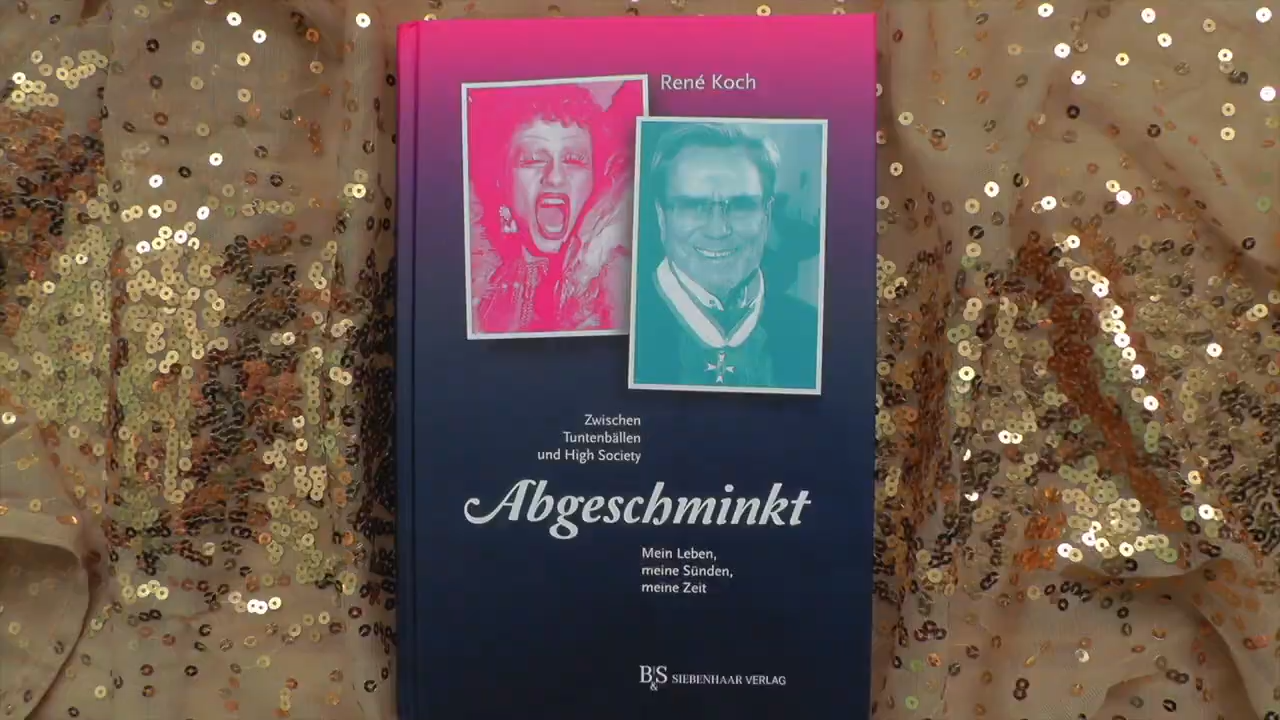 René Koch
Zwischen
Tuntenbällen
und High Society
Abgeschminkt
Mein Leben,
meine Sünden,
meine Zeit
B&S SIEBENHAAR VERLAG